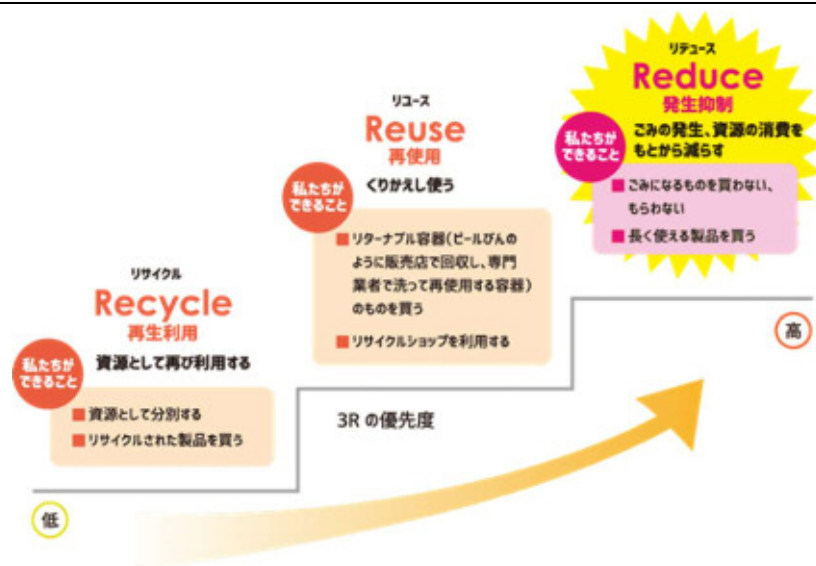 リデュース
Reduce
発生抑制
私たちが
できること
ごみの発生、資源の消費を
もとから減らす
■ ごみになるものを買わない、
もらわない
■ 長く使える製品を買う
リユース
Reuse
再使用
私たちが
できること
くりかえし使う
■ リターナブル容器(ビールびんの
ように販売店で回収し、専門
業者で洗って再使用する容器)
のものを買う
■ リサイクルショップを利用する
リサイクル
Recycle
再生利用
私たちが
できること
資源として再び利用する
■ 資源として分別する
■ リサイクルされた製品を買う
3Rの優先度
高
低